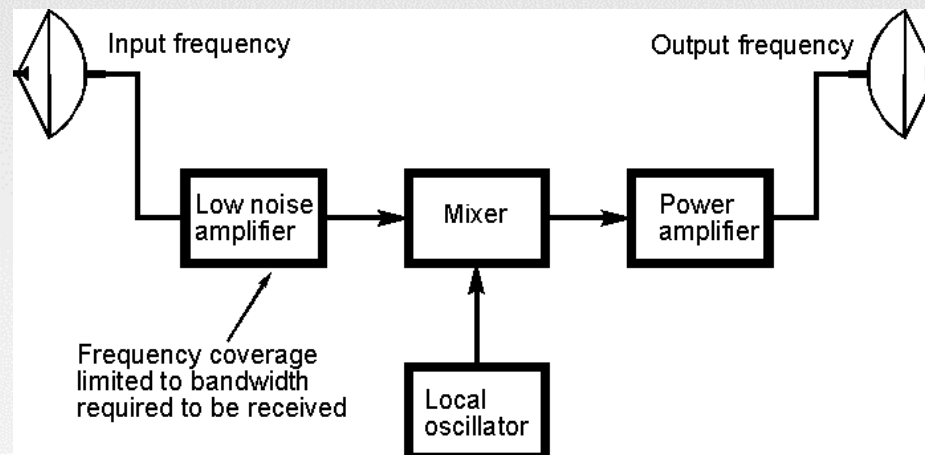 Input frequency
Output frequency
Low noise
amplifier
Mixer
Power
amplifier
Frequency coverage
limited to bandwidth
required to be received
Local
oscillator